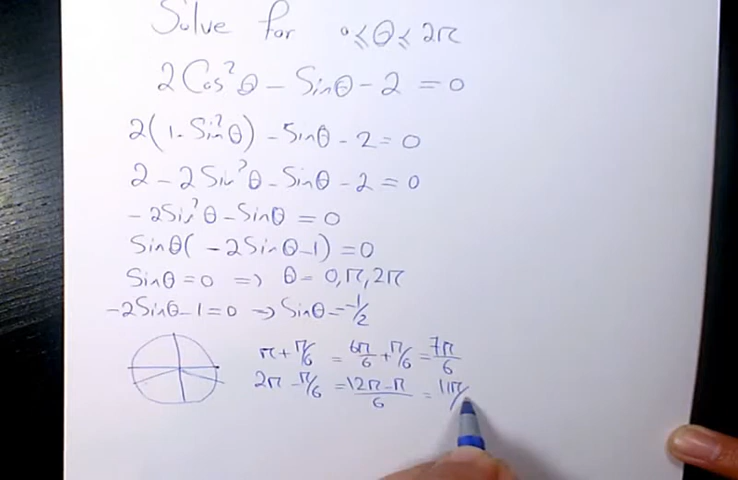 Solve for 0 ≤ θ ≤ 2π
2Cos²θ - Sinθ - 2 = 0
2(1 - Sin²θ) - Sinθ - 2 = 0
2 - 2Sin²θ - Sinθ - 2 = 0
- 2Sin²θ - Sinθ = 0
Sinθ( - 2Sinθ - 1) = 0
Sinθ = 0 => θ = 0, π, 2π
- 2Sinθ - 1 = 0 => Sinθ = -1/2
π + π/6 = 6π/6 + π/6 = 7π/6
2π - π/6 = 12π - π/6 = 11π/